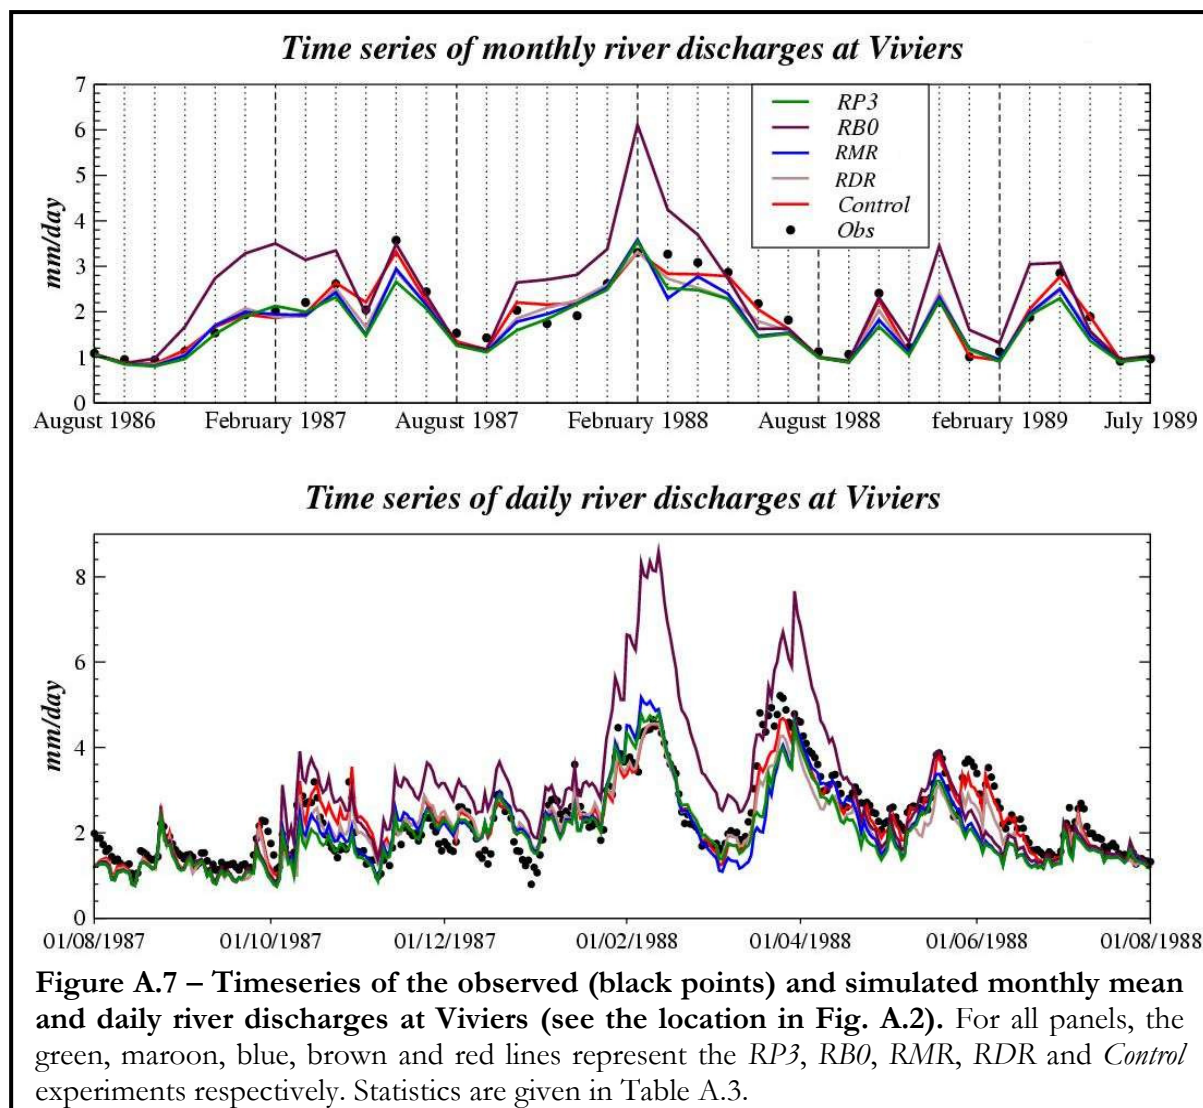 Time series of monthly river discharges at Viviers
7
6
5
4
3
2
1
0
mm/day
RP3
RB0
RMR
RDR
Control
Obs
August 1986 February 1987 August 1987 February 1988 August 1988 february 1989 July 1989
Time series of daily river discharges at Viviers
8
6
4
2
0
mm/day
01/08/1987 01/10/1987 01/12/1987 01/02/1988 01/04/1988 01/06/1988 01/08/1988
Figure A.7 – Timeseries of the observed (black points) and simulated monthly mean
and daily river discharges at Viviers (see the location in Fig. A.2). For all panels, the
green, maroon, blue, brown and red lines represent the RP3, RB0, RMR, RDR and Control
experiments respectively. Statistics are given in Table A.3.